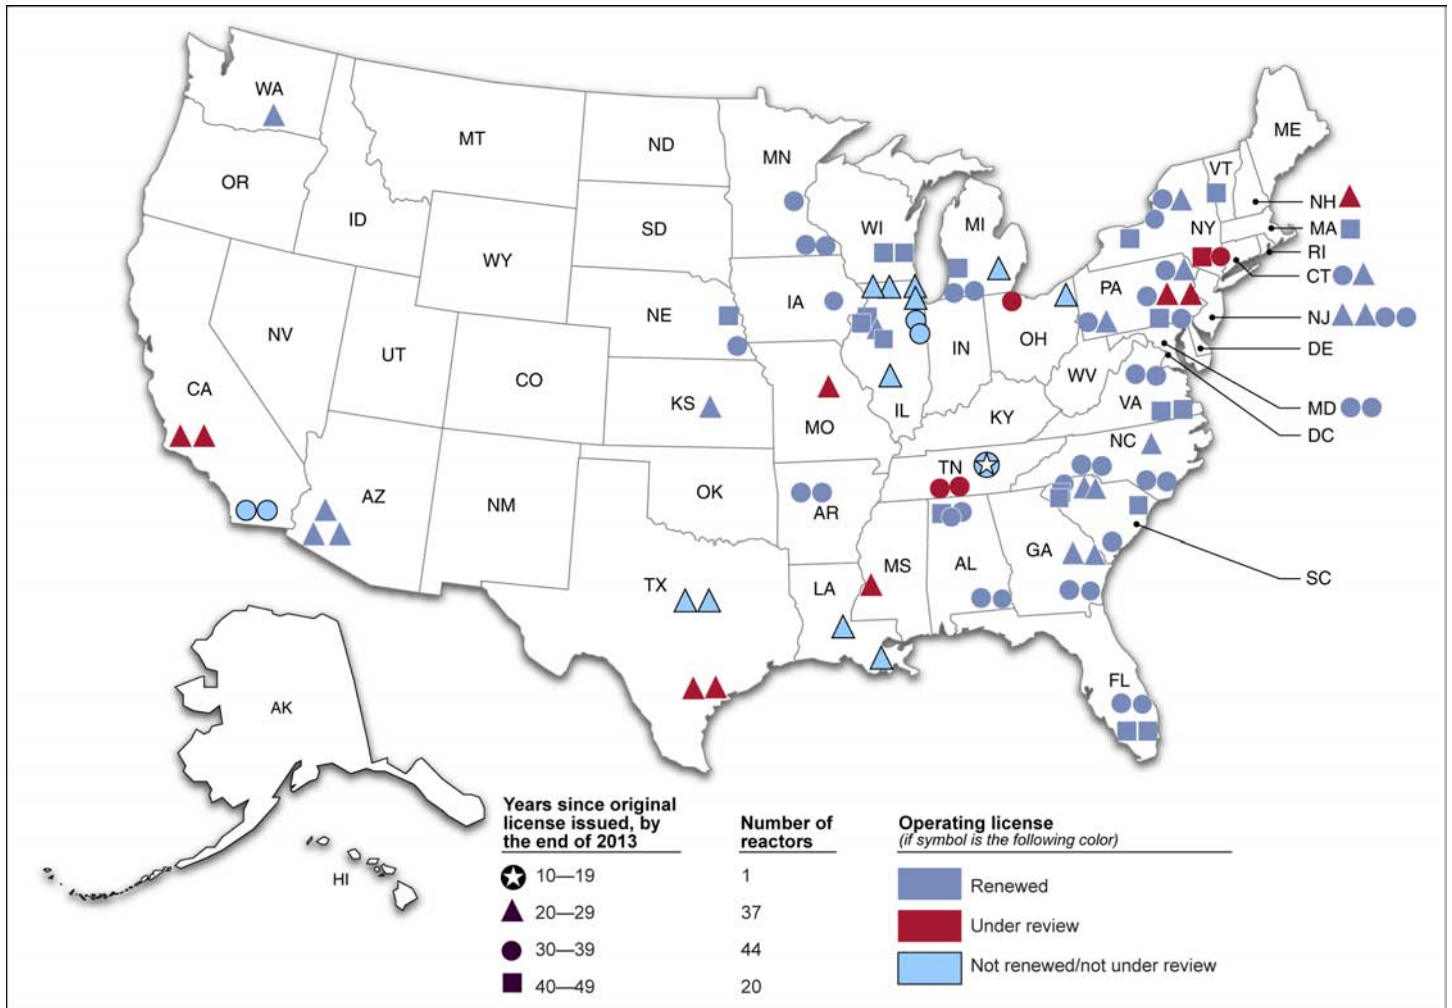 WA
MT
ND
MN
ME
VT
OR
ID
SD
WI
MI
NY
NH
MA
RI
CT
WY
NE
IA
PA
NJ
NV
UT
CO
IL
IN
OH
WV
DE
CA
KS
MO
KY
VA
MD
DC
NC
AZ
NM
OK
AR
TN
SC
TX
LA
MS
AL
GA
FL
AK
HI
Years since original
license issued, by
the end of 2013
Number of
reactors
Operating license
(if symbol is the following color)
10—19 1
20—29 37
30—39 44
40—49 20
Renewed
Under review
Not renewed/not under review